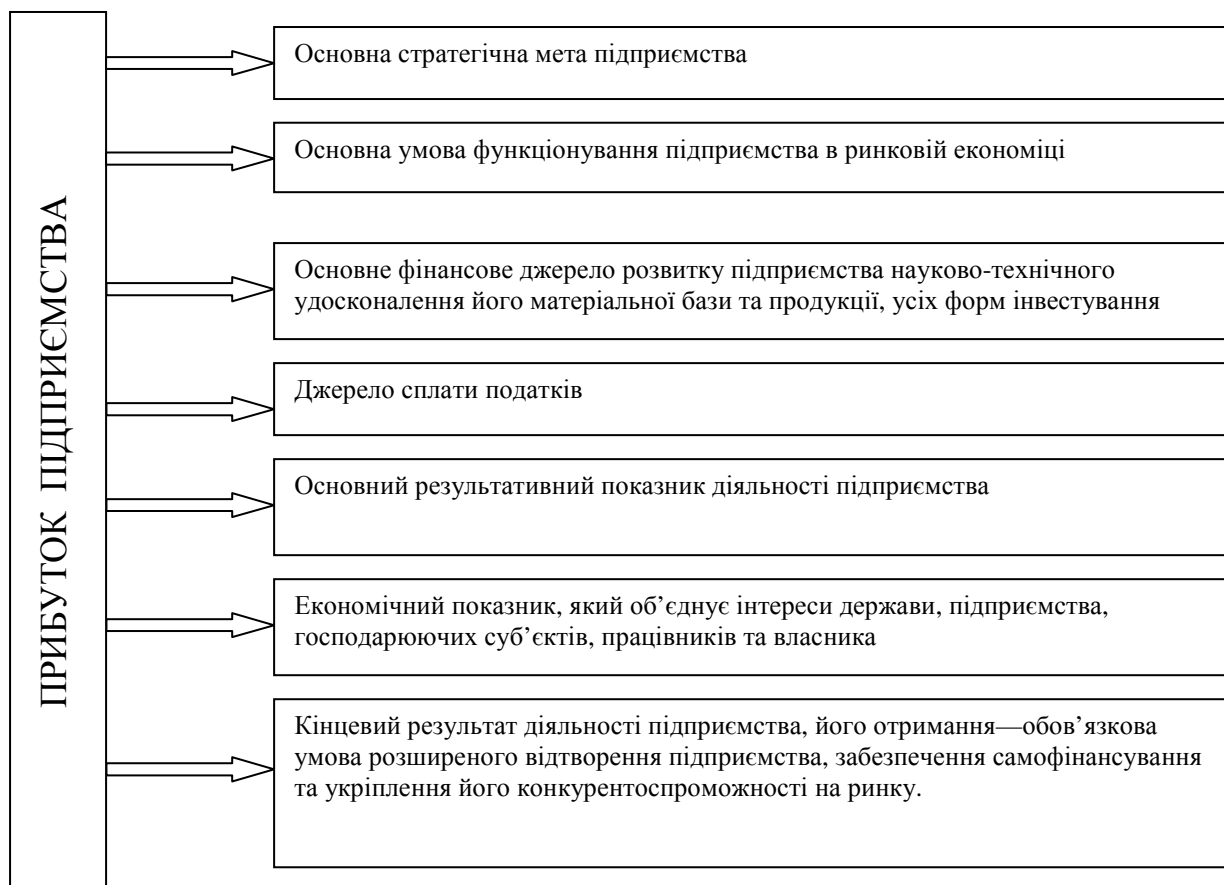 ПРИБУТОК ПІДПРИЄМСТВА
Основна стратегічна мета підприємства
Основна умова функціонування підприємства в ринковій економіці
Основне фінансове джерело розвитку підприємства науково-технічного
удосконалення його матеріальної бази та продукції, усіх форм інвестування
Джерело сплати податків
Основний результативний показник діяльності підприємства
Економічний показник, який об’єднує інтереси держави, підприємства,
господарюючих суб’єктів, працівників та власника
Кінцевий результат діяльності підприємства, його отримання—обов’язкова
умова розширеного відтворення підприємства, забезпечення самофінансування
та укріплення його конкурентоспроможності на ринку.